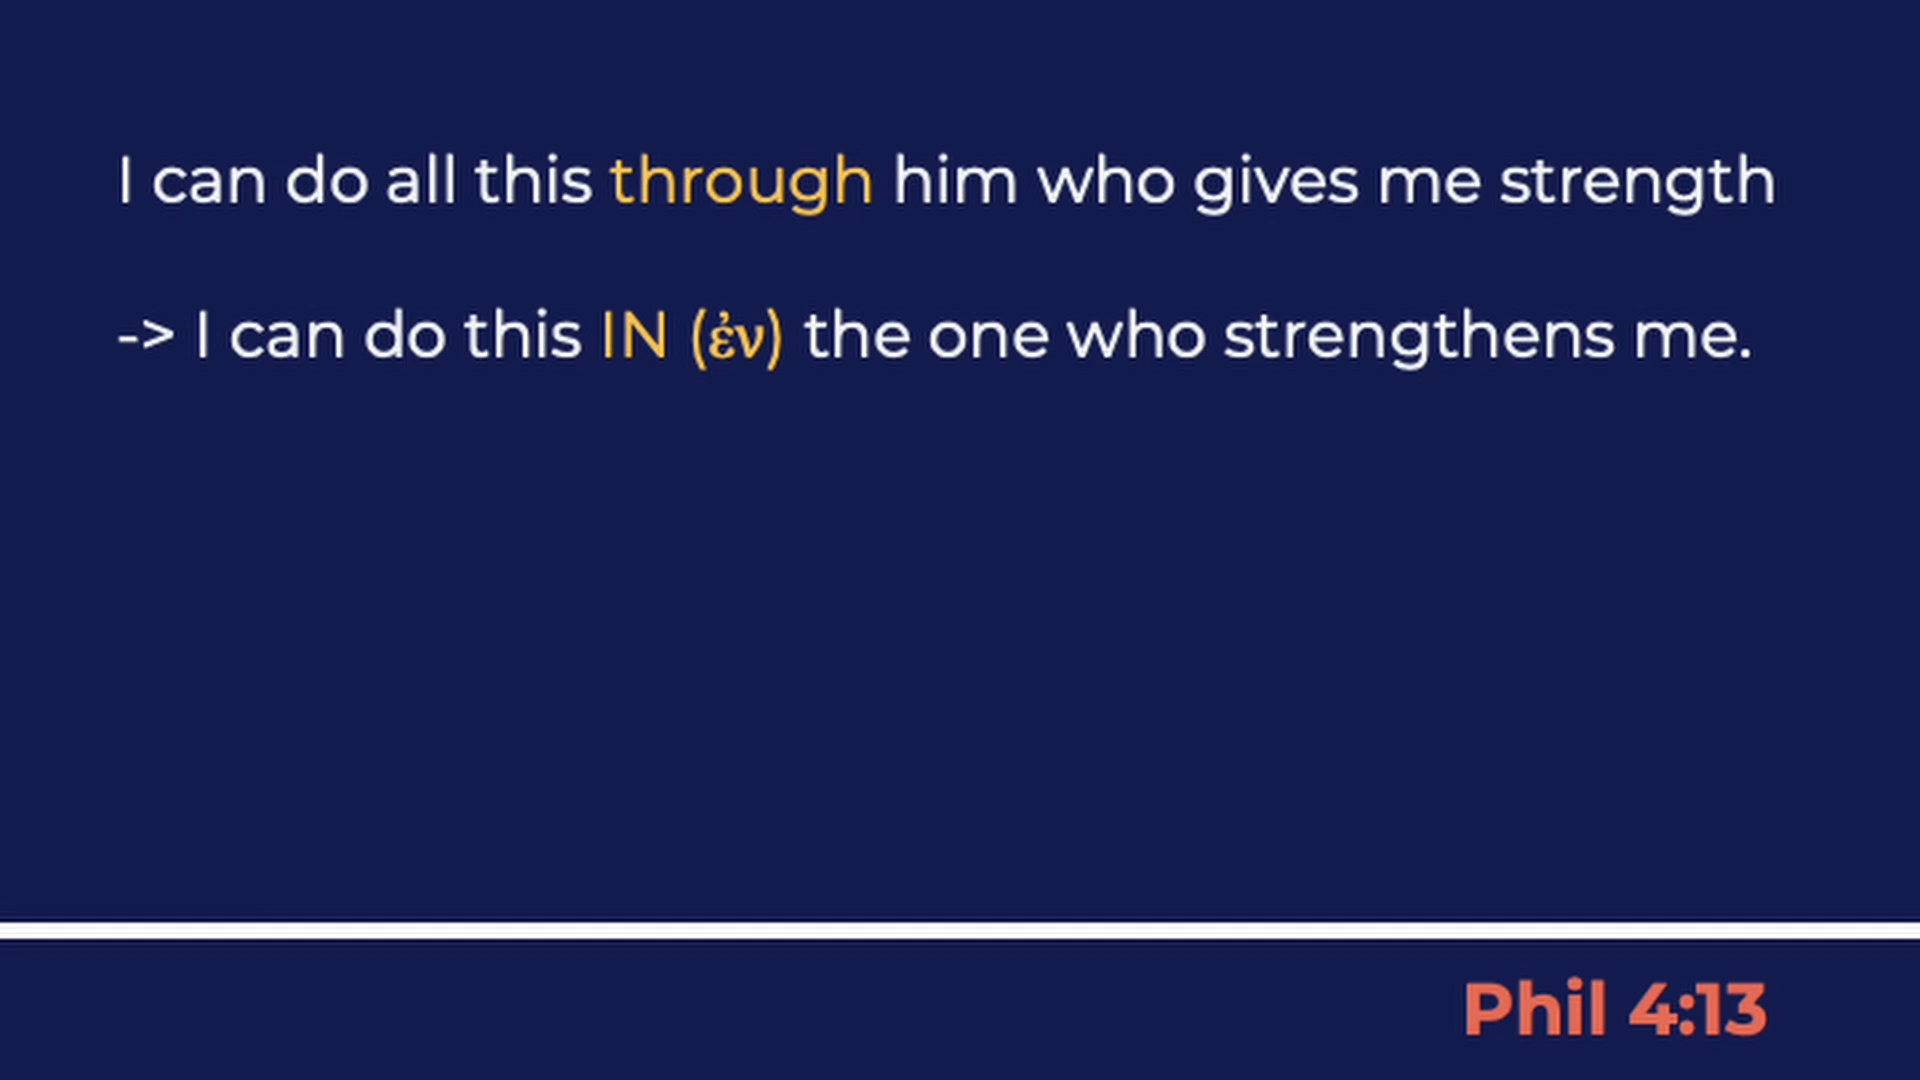 I can do all this through him who gives me strength
-> I can do this IN (ἐν) the one who strengthens me.
Phil 4:13